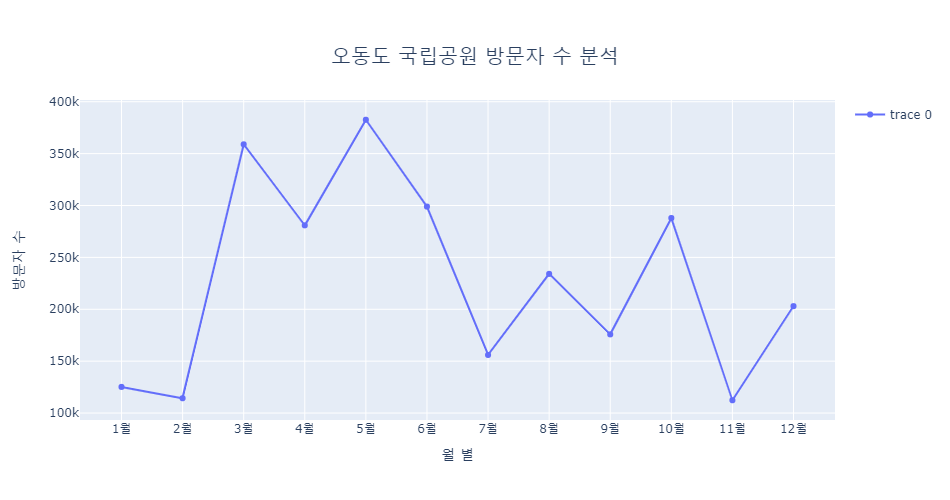 오동도 국립공원 방문자 수 분석
400k
350k
300k
250k
200k
150k
100k
방문자 수
1월 2월 3월 4월 5월 6월 7월 8월 9월 10월 11월 12월
월 별
trace 0